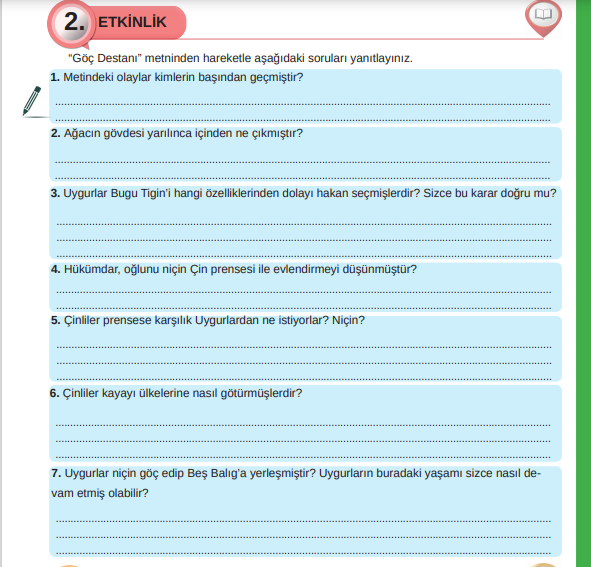 2. ETKİNLİK
“Göç Destanı” metninden hareketle aşağıdaki soruları yanıtlayınız.
1. Metindeki olaylar kimlerin başından geçmiştir?
2. Ağacın gövdesi yarılınca içinden ne çıkmıştır?
3. Uygurlar Bugu Tigin’i hangi özelliklerinden dolayı hakan seçmişlerdir? Sizce bu karar doğru mu?
4. Hükümdar, oğlunu niçin Çin prensesi ile evlendirmeyi düşünmüştür?
5. Çinliler prensese karşılık Uygurlardan ne istiyorlar? Niçin?
6. Çinliler kayayı ülkelerine nasıl götürmüşlerdir?
7. Uygurlar niçin göç edip Beş Balıg’a yerleşmiştir? Uygurların buradaki yaşamı sizce nasıl de-
vam etmiş olabilir?